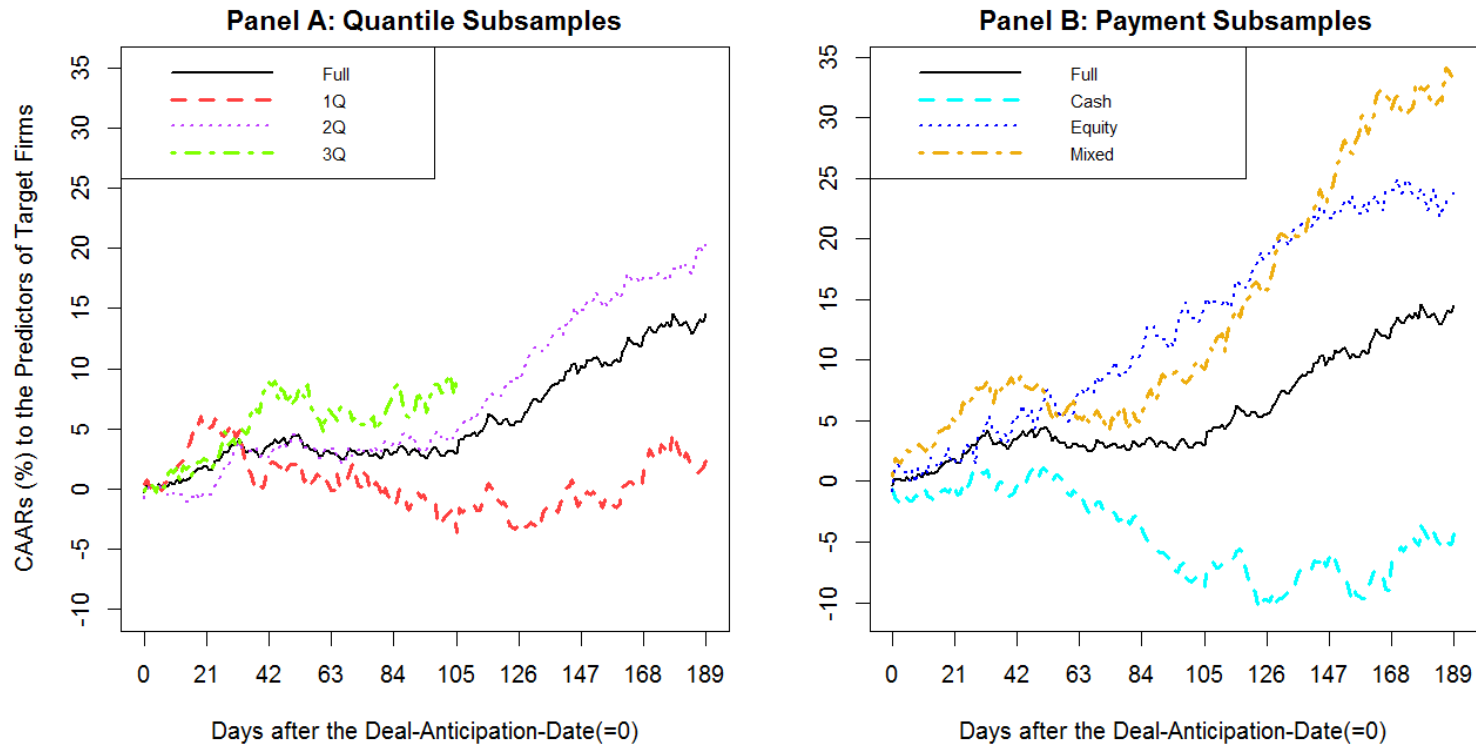 Panel A: Quantile Subsamples
CAARs (%) to the Predictors of Target Firms
35
30
25
20
15
10
5
0
-5
-10
Full
1Q
2Q
3Q
0 21 42 63 84 105 126 147 168 189
Days after the Deal-Anticipation-Date(=0)
Panel B: Payment Subsamples
35
30
25
20
15
10
5
0
-5
-10
Full
Cash
Equity
Mixed
0 21 42 63 84 105 126 147 168 189
Days after the Deal-Anticipation-Date(=0)